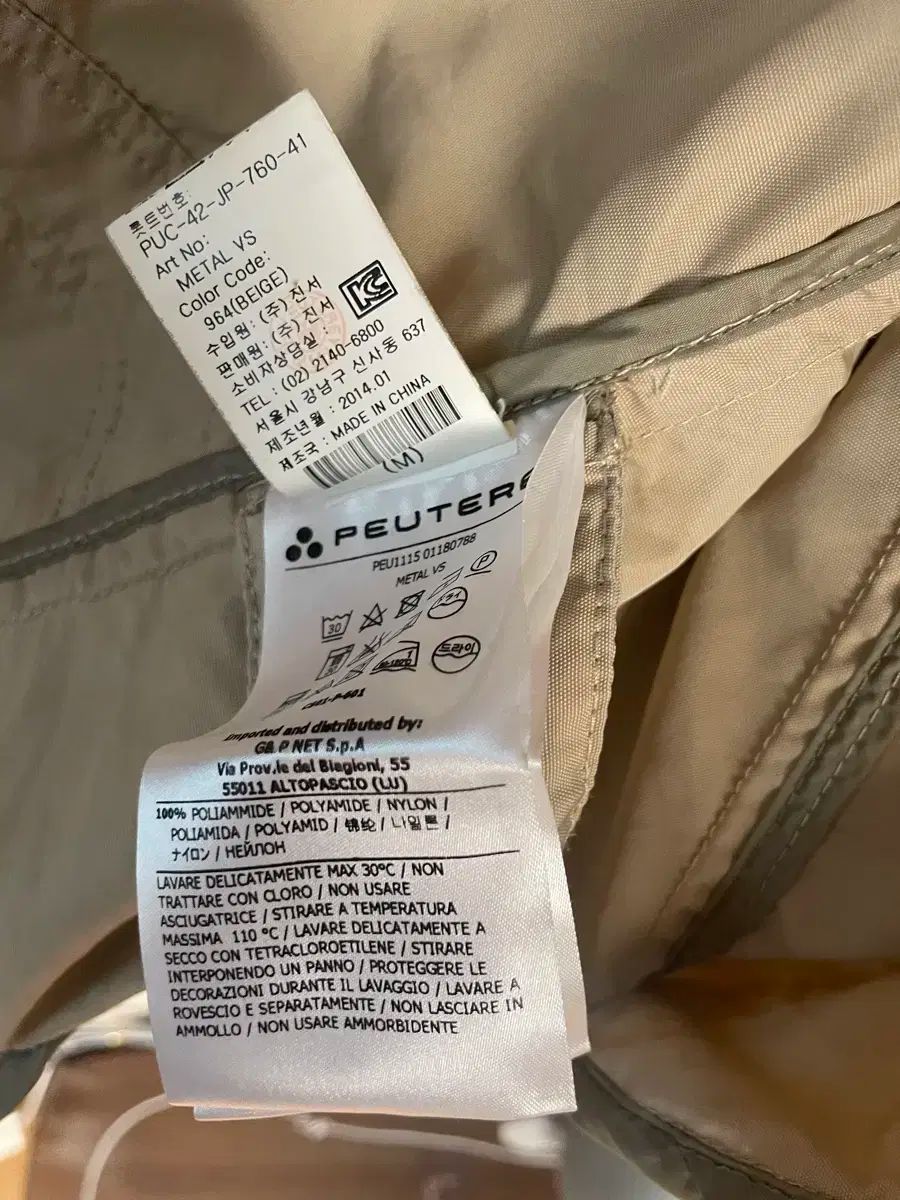 롯트번호:
PUC-42-JP-760-41
Art No:
METAL VS
Color Code:
964(BEIGE)
수입원: (주) 진서
판매원: (주) 진서
소비자상담실 :
TEL : (02) 2140-6800
서울시 강남구 신사동 637
제조년월 : 2014.01
제조국 : MADE IN CHINA
(M)
PEUTERE
PEU1115 01180788
METAL VS
30
P
ドライ
드라이
Imported and distributed by:
G&P NET S.p.A
Via Prov.le dei Biagioni, 55
55011 ALTOPASCIO (LU)
100% POLIAMMIDE / POLYAMIDE / NYLON /
POLIAMIDA / POLYAMID / 锦纶 / 나일론 /
ナイロン / НЕЙЛОН
LAVARE DELICATAMENTE MAX 30°C / NON
TRATTARE CON CLORO / NON USARE
ASCIUGATRICE / STIRARE A TEMPERATURA
MASSIMA 110 °C / LAVARE DELICATAMENTE A
SECCO CON TETRACLOROETILENE / STIRARE
INTERPONENDO UN PANNO / PROTEGGERE LE
DECORAZIONI DURANTE IL LAVAGGIO / LAVARE A
ROVESCIO E SEPARATAMENTE / NON LASCIARE IN
AMMOLLO / NON USARE AMMORBIDENTE